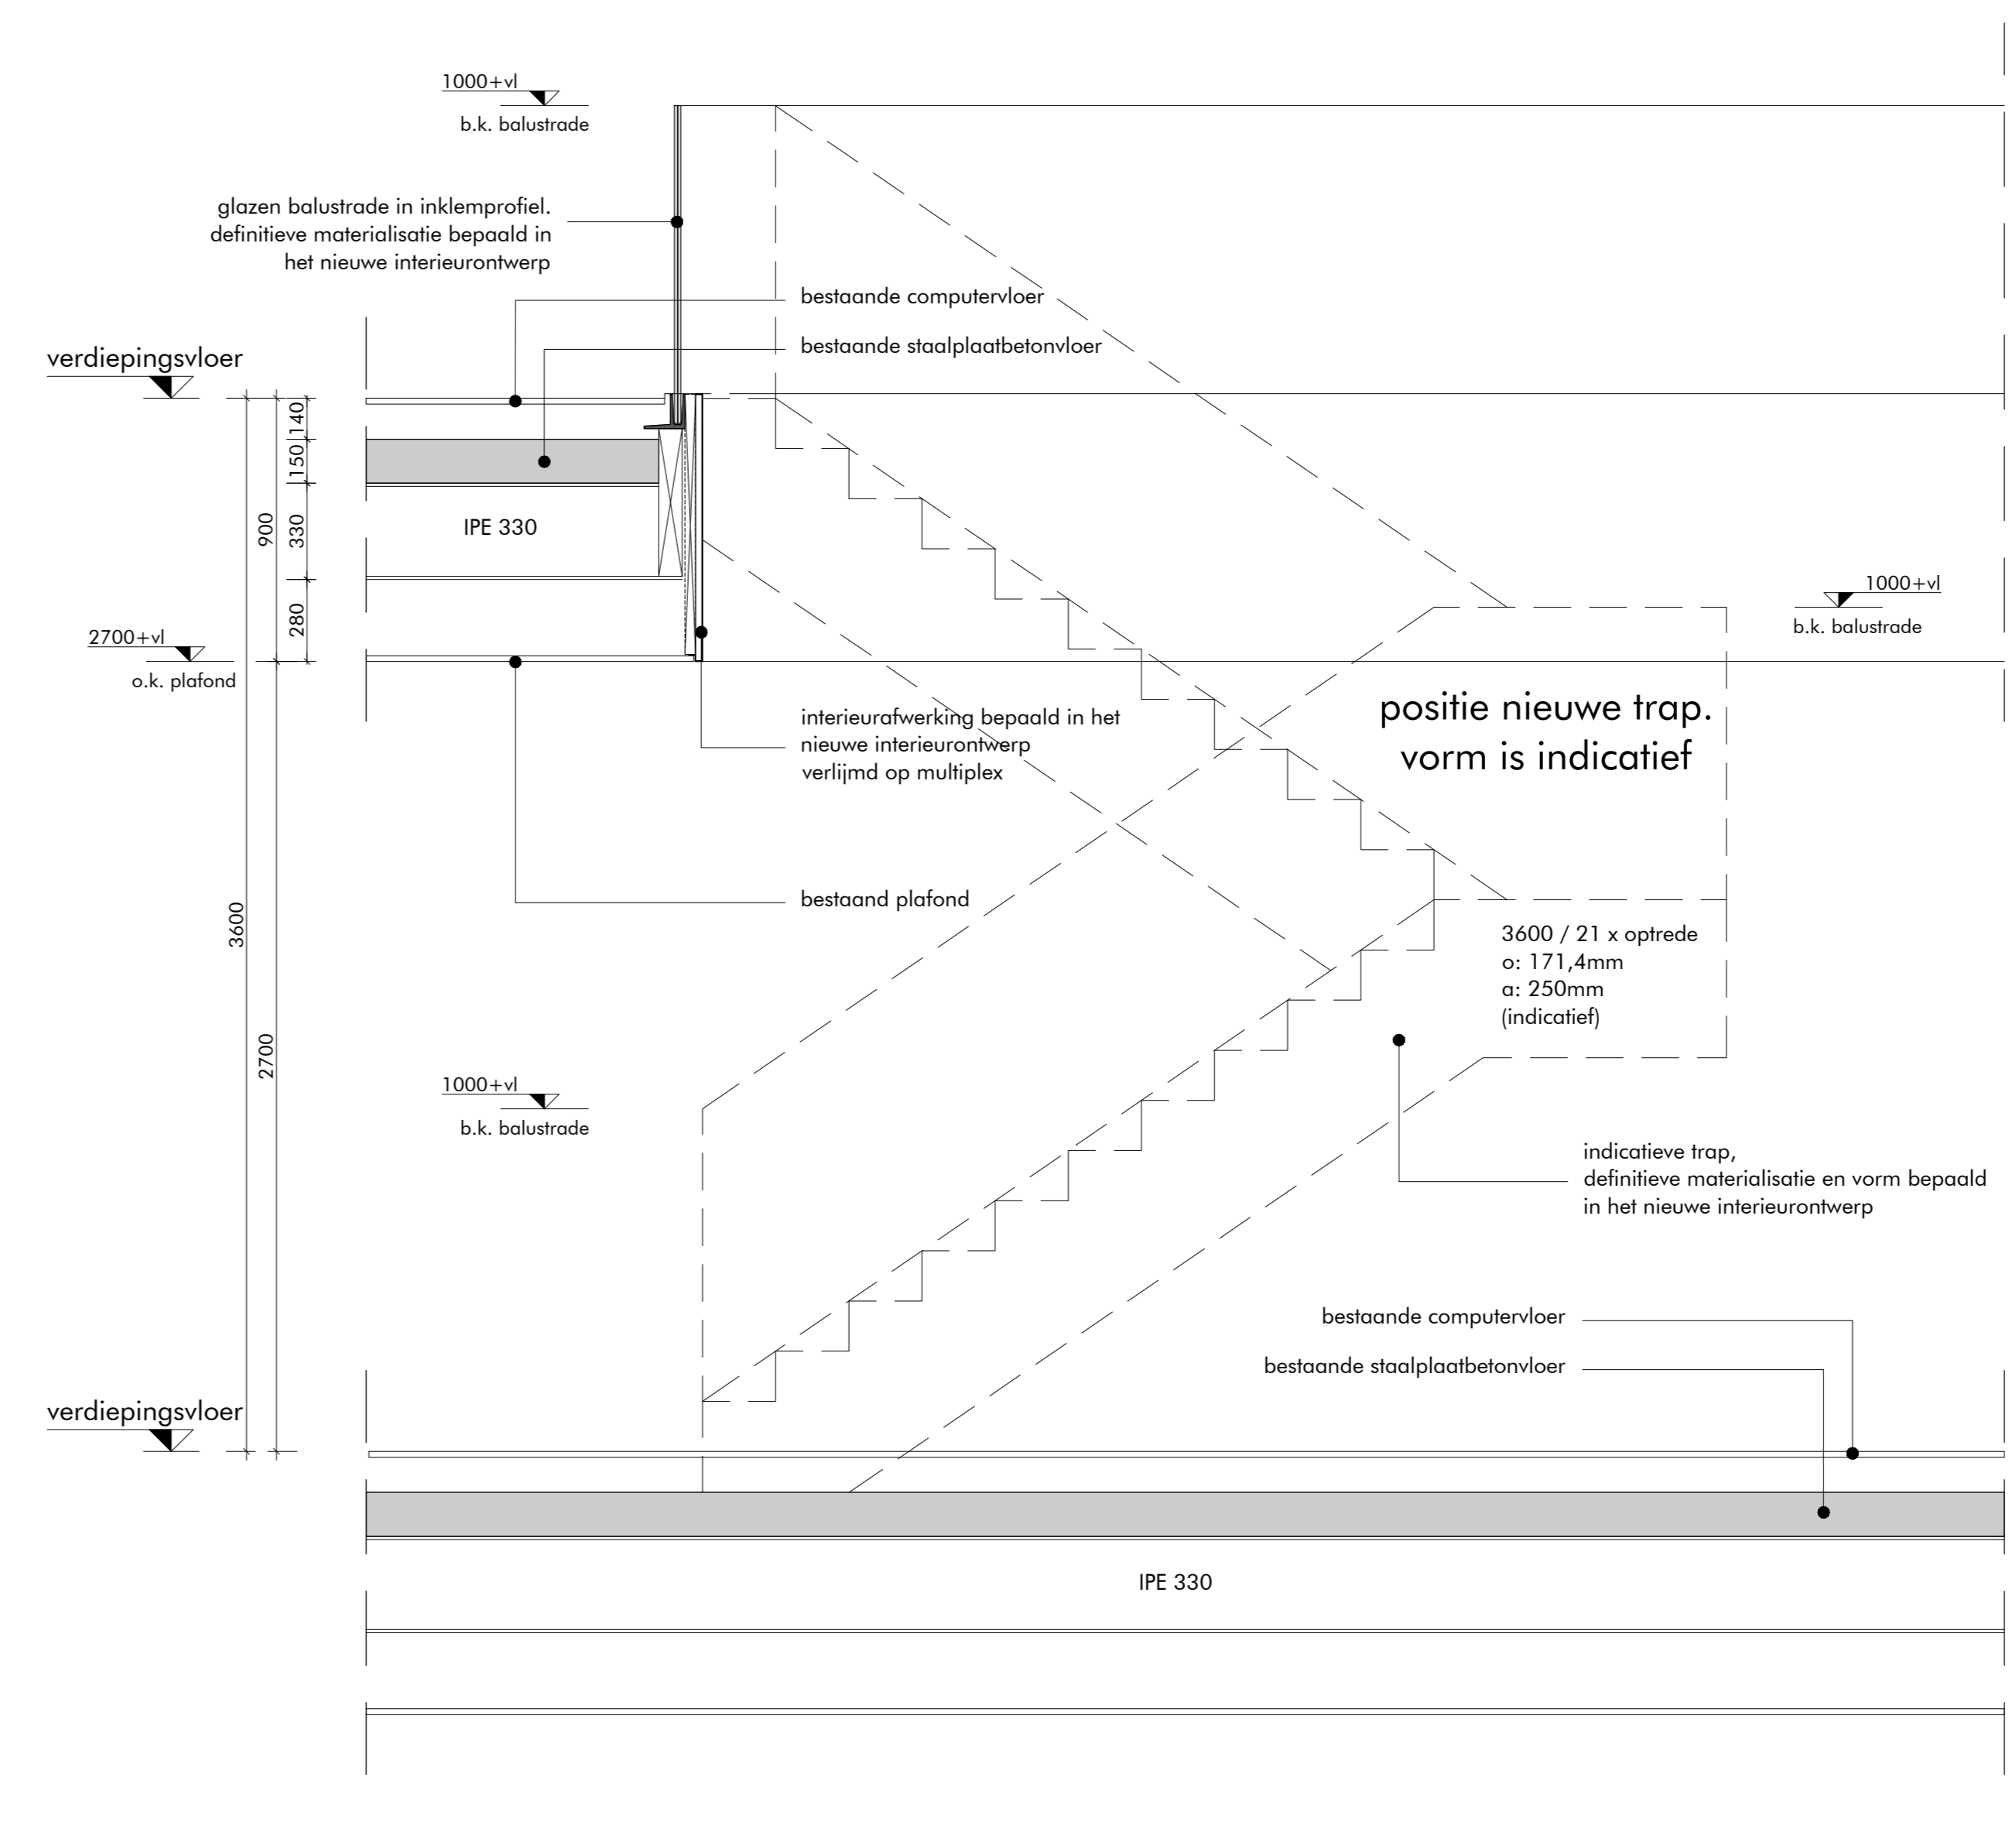 1000+vl
b.k. balustrade
glazen balustrade in inklemprofiel.
definitieve materialisatie bepaald in
het nieuwe interieurontwerp
bestaande computervloer
bestaande staalplaatbetonvloer
verdiepingsvloer
140
150
330
280
900
3600
2700
IPE 330
2700+vl
o.k. plafond
1000+vl
b.k. balustrade
positie nieuwe trap.
vorm is indicatief
interieurafwerking bepaald in het
nieuwe interieurontwerp
verlijmd op multiplex
bestaand plafond
3600 / 21 x optrede
o: 171,4mm
a: 250mm
(indicatief)
1000+vl
b.k. balustrade
indicatieve trap,
definitieve materialisatie en vorm bepaald
in het nieuwe interieurontwerp
bestaande computervloer
bestaande staalplaatbetonvloer
verdiepingsvloer
IPE 330